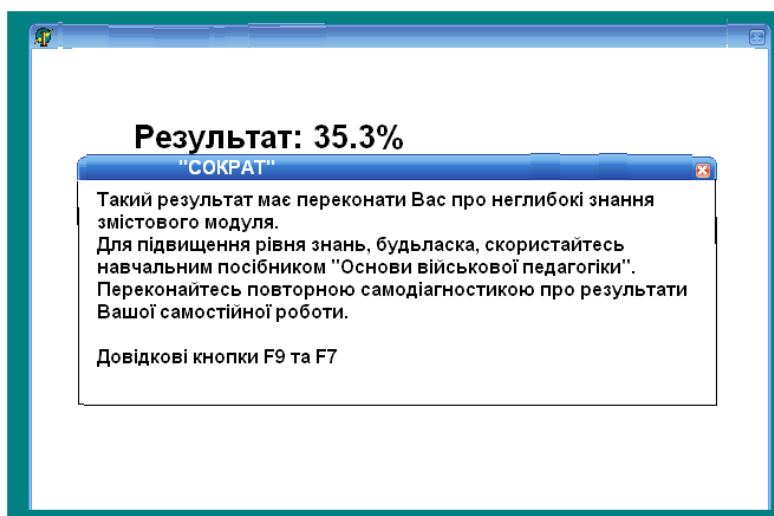 Результат: 35.3%
"СОКРАТ"
Такий результат має переконати Вас про неглибокі знання
змістового модуля.
Для підвищення рівня знань, будьласка, скористайтесь
навчальним посібником "Основи військової педагогіки".
Переконайтесь повторною самодіагностикою про результати
Вашої самостійної роботи.
Довідкові кнопки F9 та F7